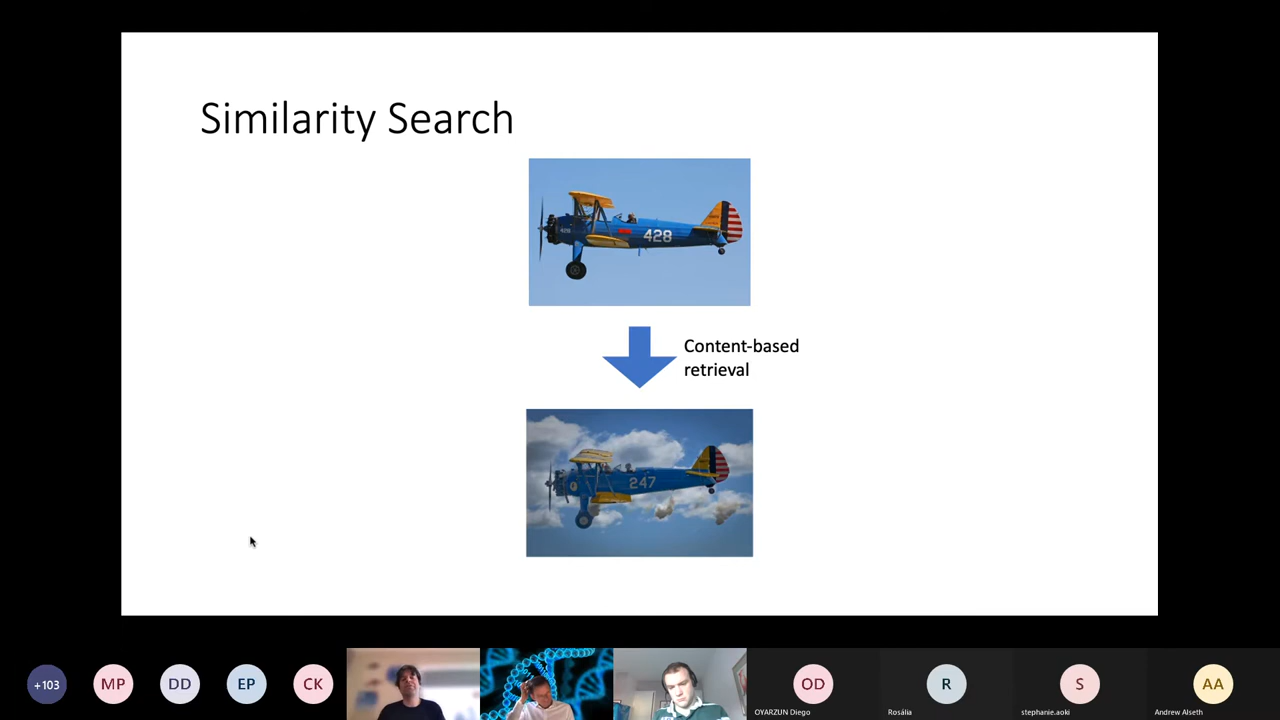 Similarity Search
428
Content-based
retrieval
247
+103
MP
DD
EP
CK
OD
R
S
AA
OYARZUN Diego
Rosália
stephanie.aoki
Andrew Alseth